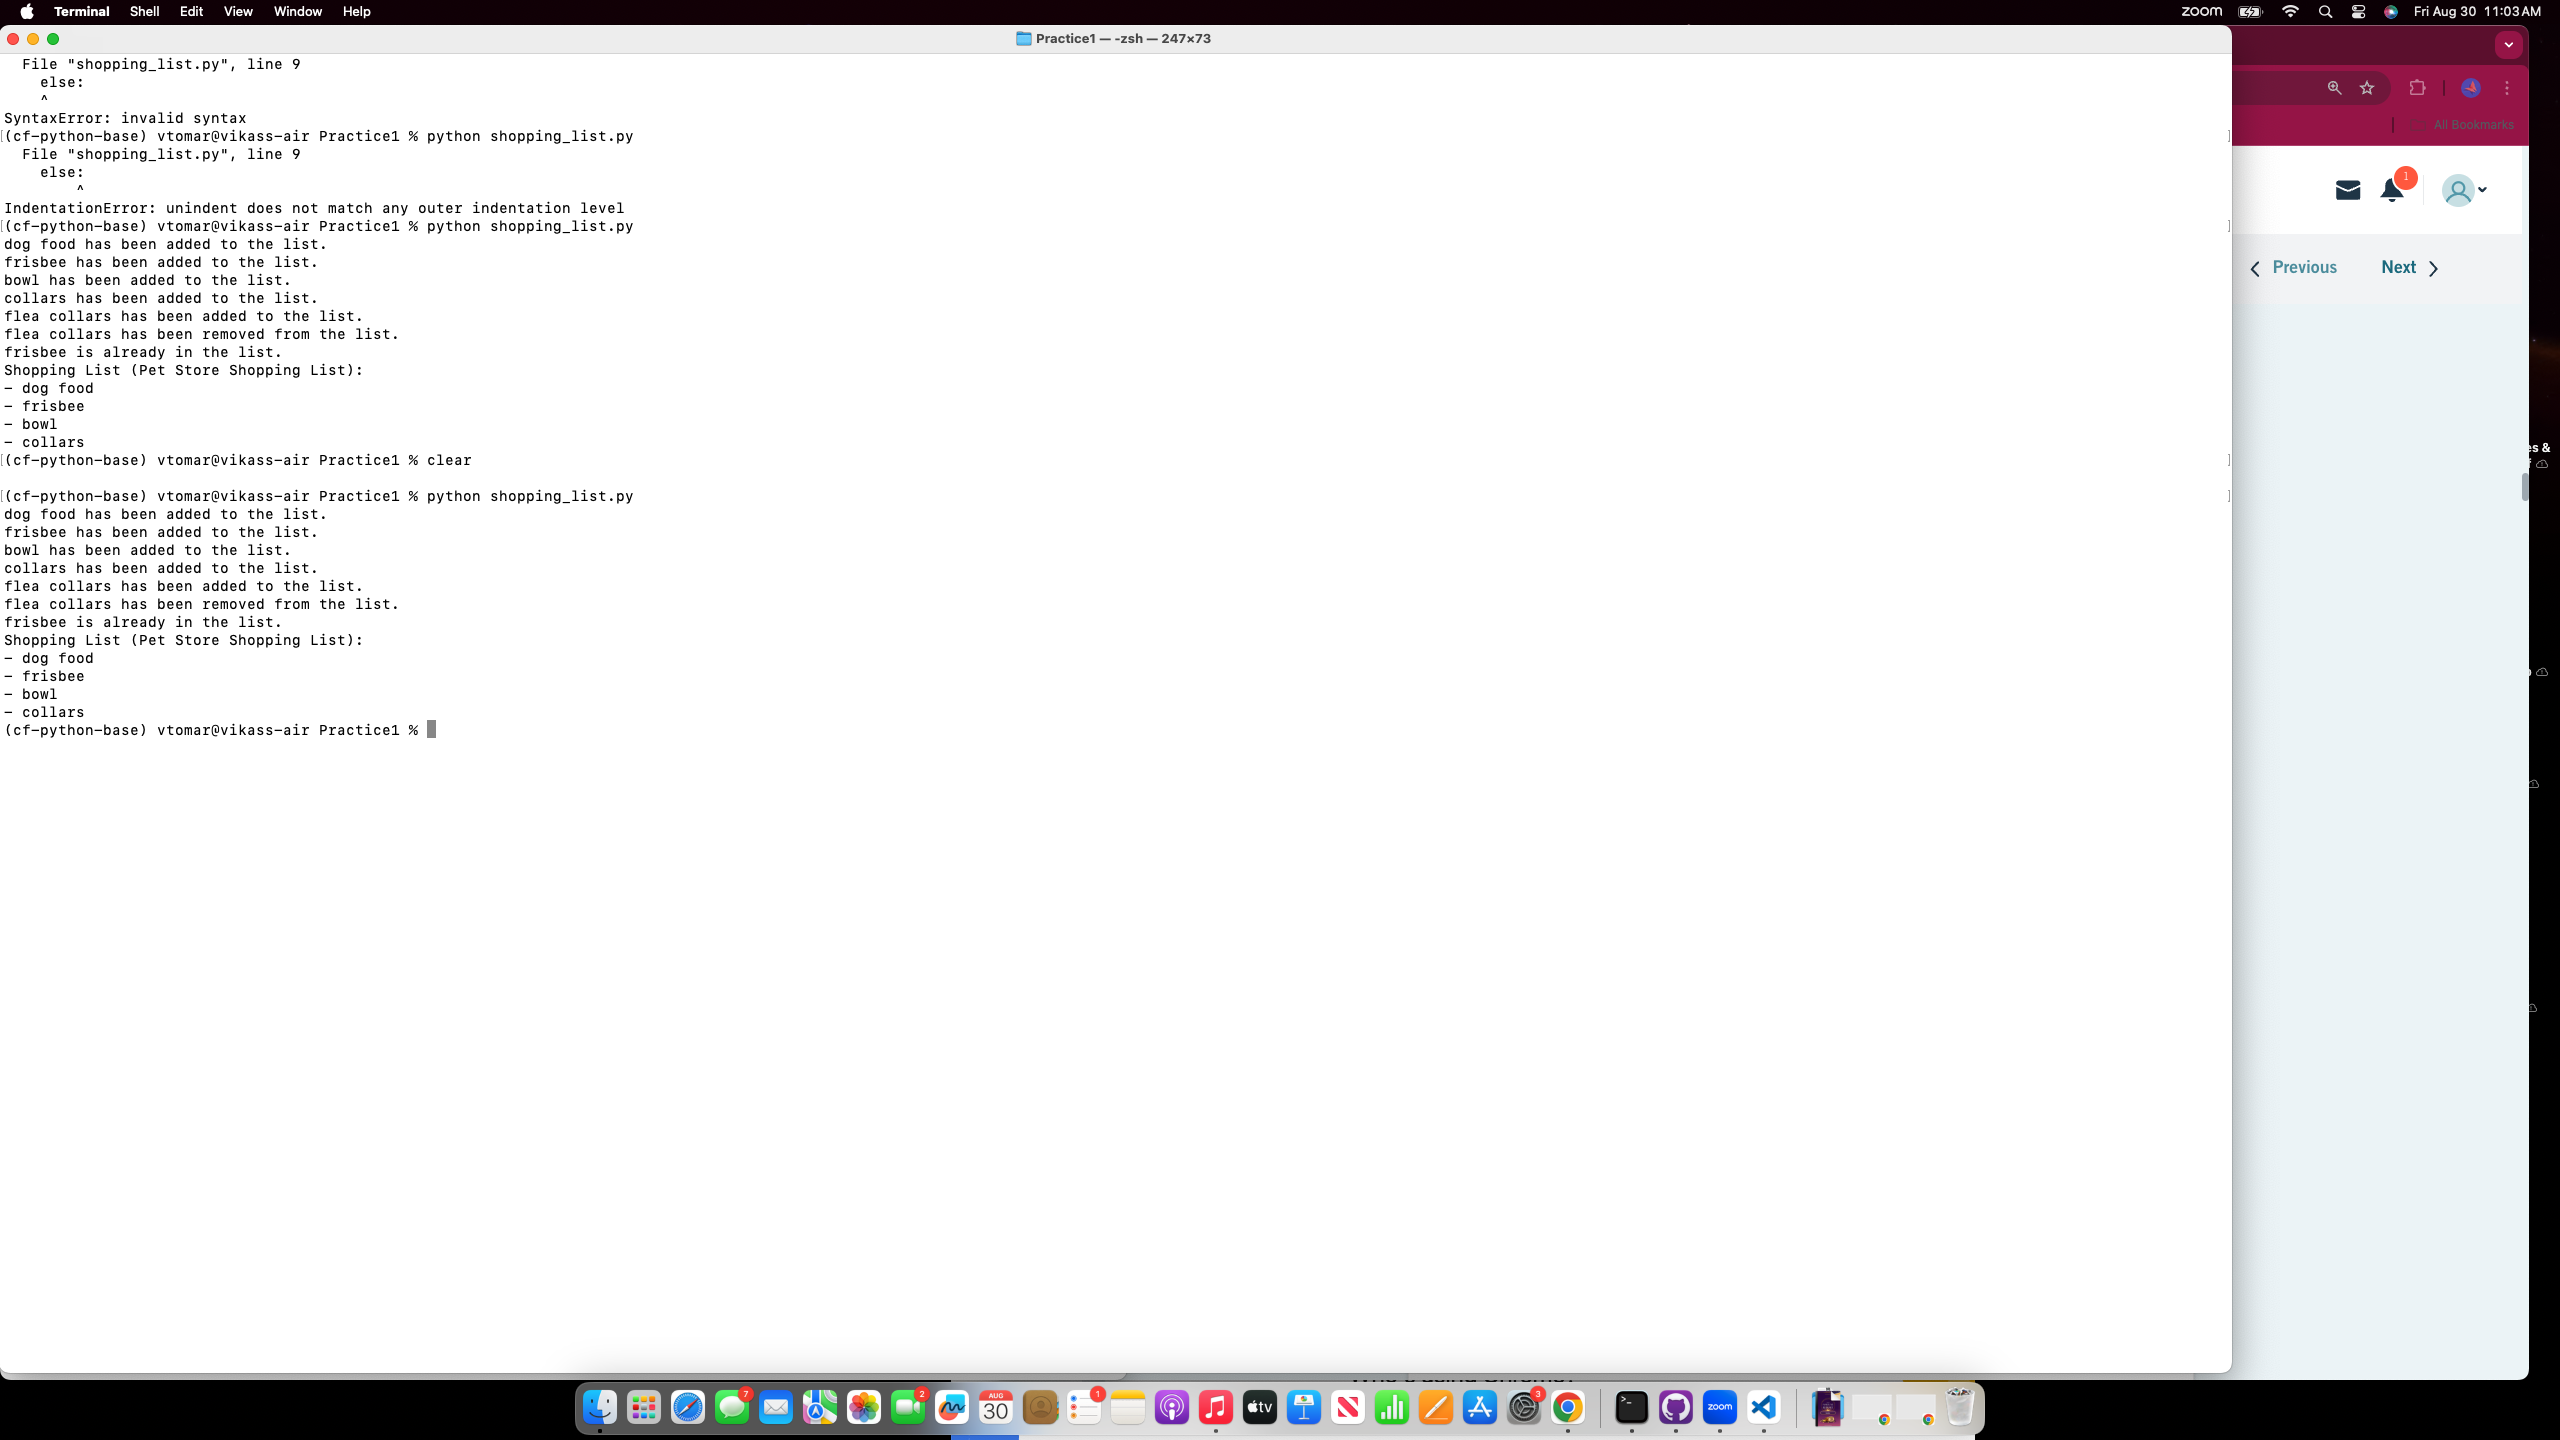 Terminal Shell Edit View Window Help
zoom Fri Aug 30 11:03 AM
Practice1 — -zsh — 247×73
File "shopping_list.py", line 9
else:
^
SyntaxError: invalid syntax
[(cf-python-base) vtomar@vikass-air Practice1 % python shopping_list.py ]
File "shopping_list.py", line 9
else:
^
IndentationError: unindent does not match any outer indentation level
[(cf-python-base) vtomar@vikass-air Practice1 % python shopping_list.py ]
dog food has been added to the list.
frisbee has been added to the list.
bowl has been added to the list.
collars has been added to the list.
flea collars has been added to the list.
flea collars has been removed from the list.
frisbee is already in the list.
Shopping List (Pet Store Shopping List):
- dog food
- frisbee
- bowl
- collars
[(cf-python-base) vtomar@vikass-air Practice1 % clear ]
[(cf-python-base) vtomar@vikass-air Practice1 % python shopping_list.py ]
dog food has been added to the list.
frisbee has been added to the list.
bowl has been added to the list.
collars has been added to the list.
flea collars has been added to the list.
flea collars has been removed from the list.
frisbee is already in the list.
Shopping List (Pet Store Shopping List):
- dog food
- frisbee
- bowl
- collars
(cf-python-base) vtomar@vikass-air Practice1 %
All Bookmarks
1
Previous Next
es &
7
2
AUG
30
1
tv
3
zoom